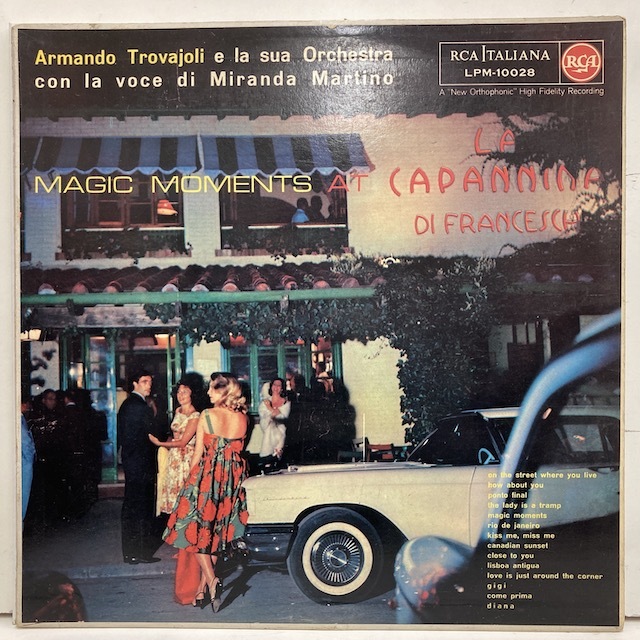 Armando Trovajoli e la sua Orchestra
con la voce di Miranda Martino
RCA ITALIANA
LPM-10028
RCA
A "New Orthophonic" High Fidelity Recording
MAGIC MOMENTS AT
LA
CAPANNINA
DI FRANCESCHI
on the street where you live
how about you
ponto final
the lady is a tramp
magic moments
rio de janeiro
kiss me, miss me
canadian sunset
close to you
lisboa antigua
love is just around the corner
gigi
come prima
diana